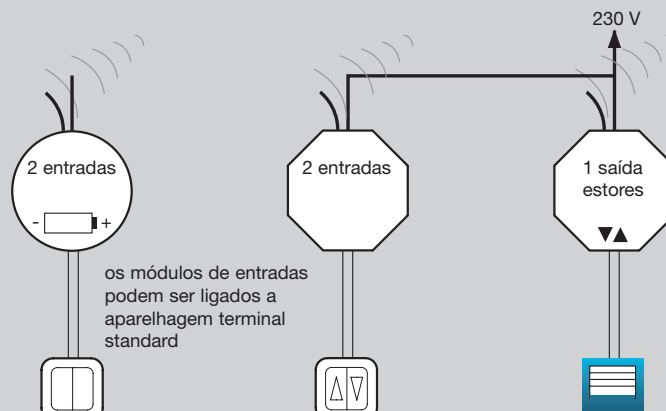 230 V
2 entradas
2 entradas
1 saída
estores
- +
os módulos de entradas
podem ser ligados a
aparelhagem terminal
standard